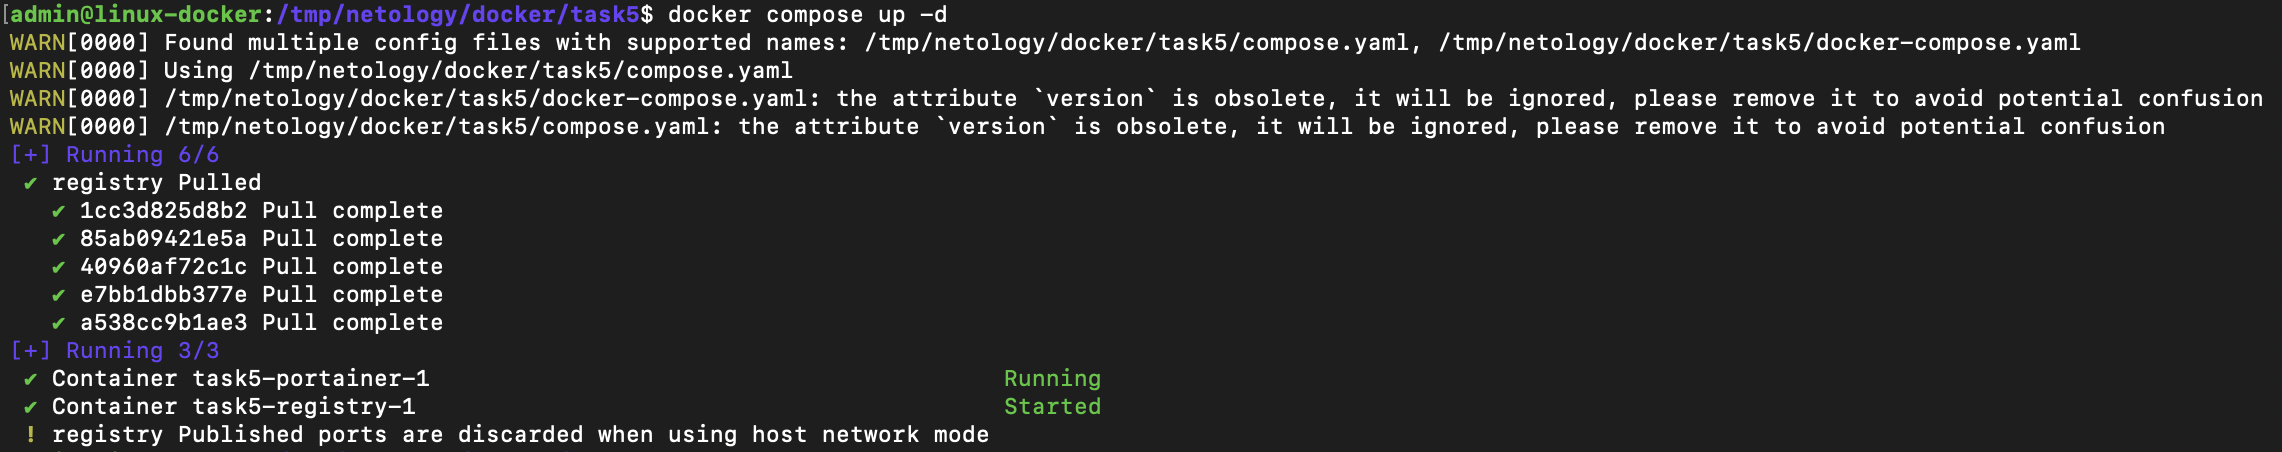 [admin@linux-docker:/tmp/netology/docker/task5$ docker compose up -d
WARN[0000] Found multiple config files with supported names: /tmp/netology/docker/task5/compose.yaml, /tmp/netology/docker/task5/docker-compose.yaml
WARN[0000] Using /tmp/netology/docker/task5/compose.yaml
WARN[0000] /tmp/netology/docker/task5/docker-compose.yaml: the attribute `version` is obsolete, it will be ignored, please remove it to avoid potential confusion
WARN[0000] /tmp/netology/docker/task5/compose.yaml: the attribute `version` is obsolete, it will be ignored, please remove it to avoid potential confusion
[+] Running 6/6
✔ registry Pulled
✔ 1cc3d825d8b2 Pull complete
✔ 85ab09421e5a Pull complete
✔ 40960af72c1c Pull complete
✔ e7bb1dbb377e Pull complete
✔ a538cc9b1ae3 Pull complete
[+] Running 3/3
✔ Container task5-portainer-1 Running
✔ Container task5-registry-1 Started
! registry Published ports are discarded when using host network mode